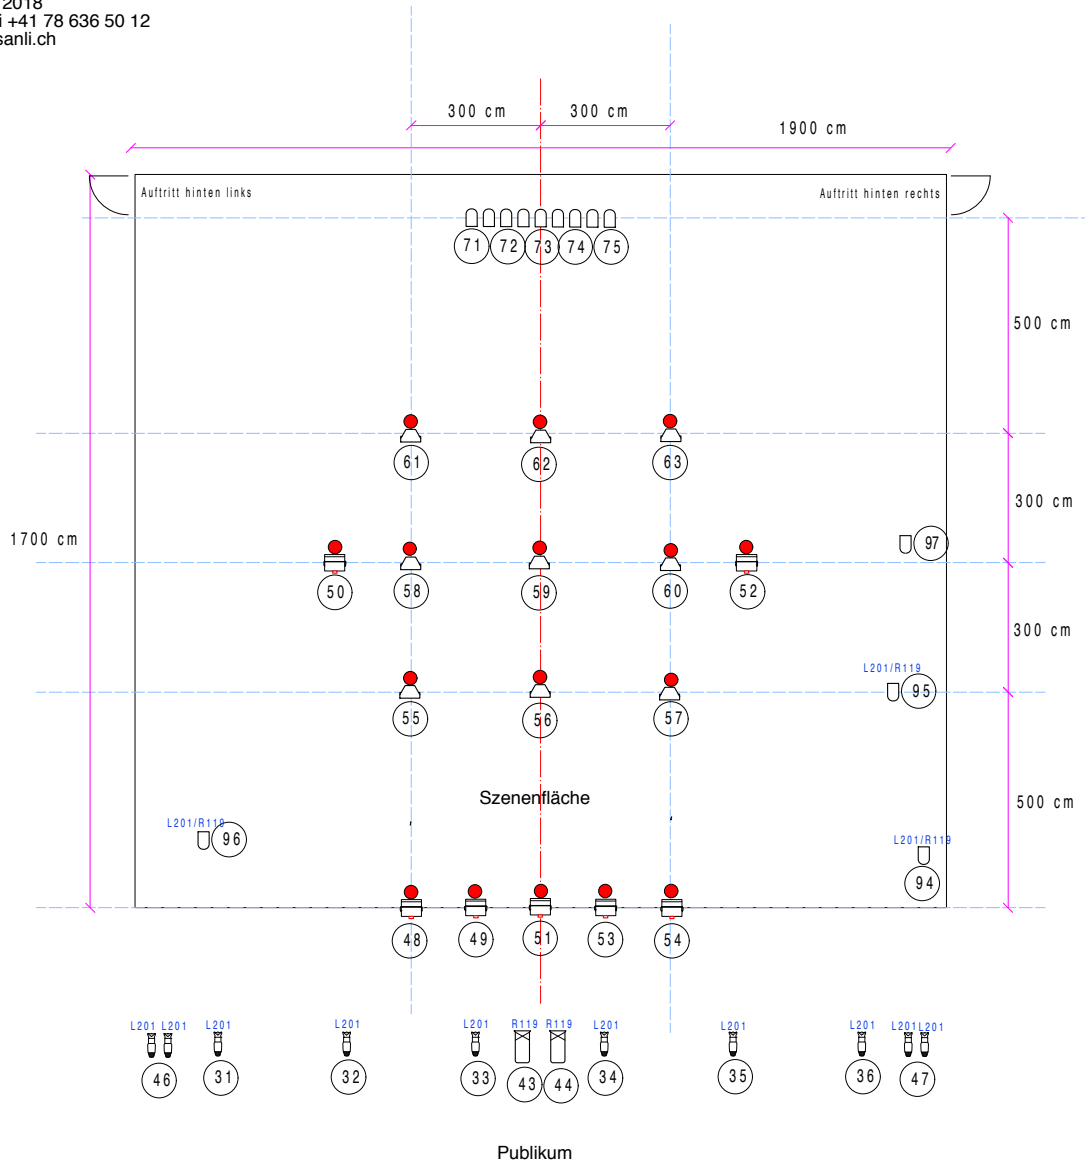 2018
i +41 78 636 50 12
sanli.ch
300 cm 300 cm
1900 cm
Auftritt hinten links
Auftritt hinten rechts
71 72 73 74 75
500 cm
61 62 63
300 cm
1700 cm
97
50 58 59 60 52
300 cm
L201/R119
95
55 56 57
Szenenfläche
500 cm
L201/R119
96
L201/R119
94
48 49 51 53 54
L201 L201 L201 L201 L201 R119 R119 L201 L201 L201 L201 L201
46 31 32 33 43 44 34 35 36 47
Publikum